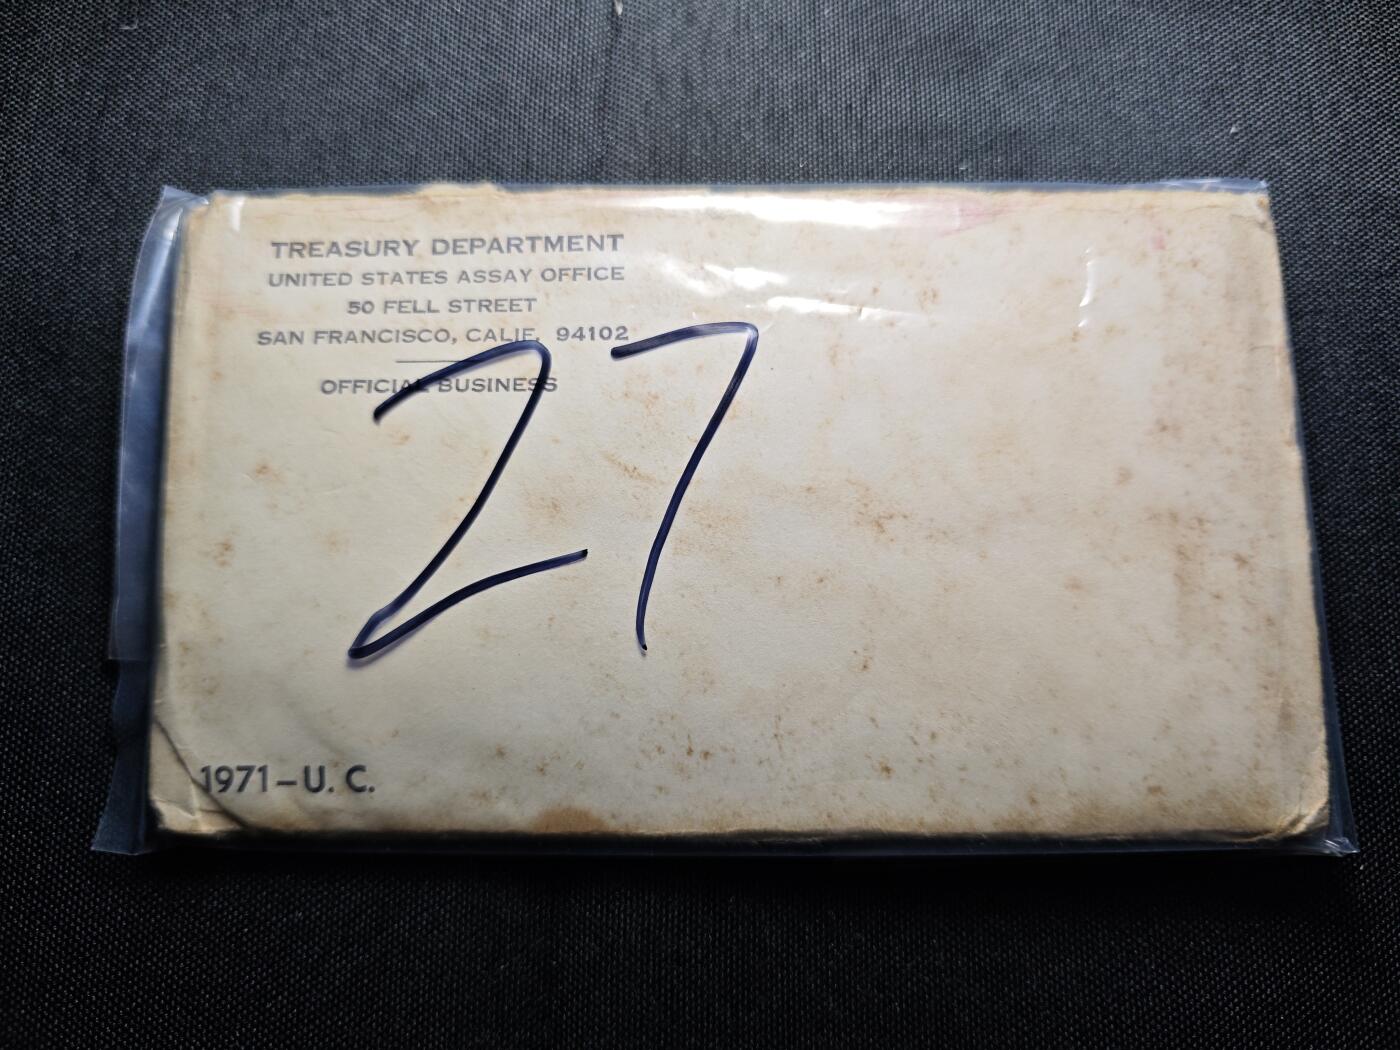 TREASURY DEPARTMENT
UNITED STATES ASSAY OFFICE
50 FELL STREET
SAN FRANCISCO, CALIF. 94102
OFFICIAL BUSINESS
27
1971-U. C.